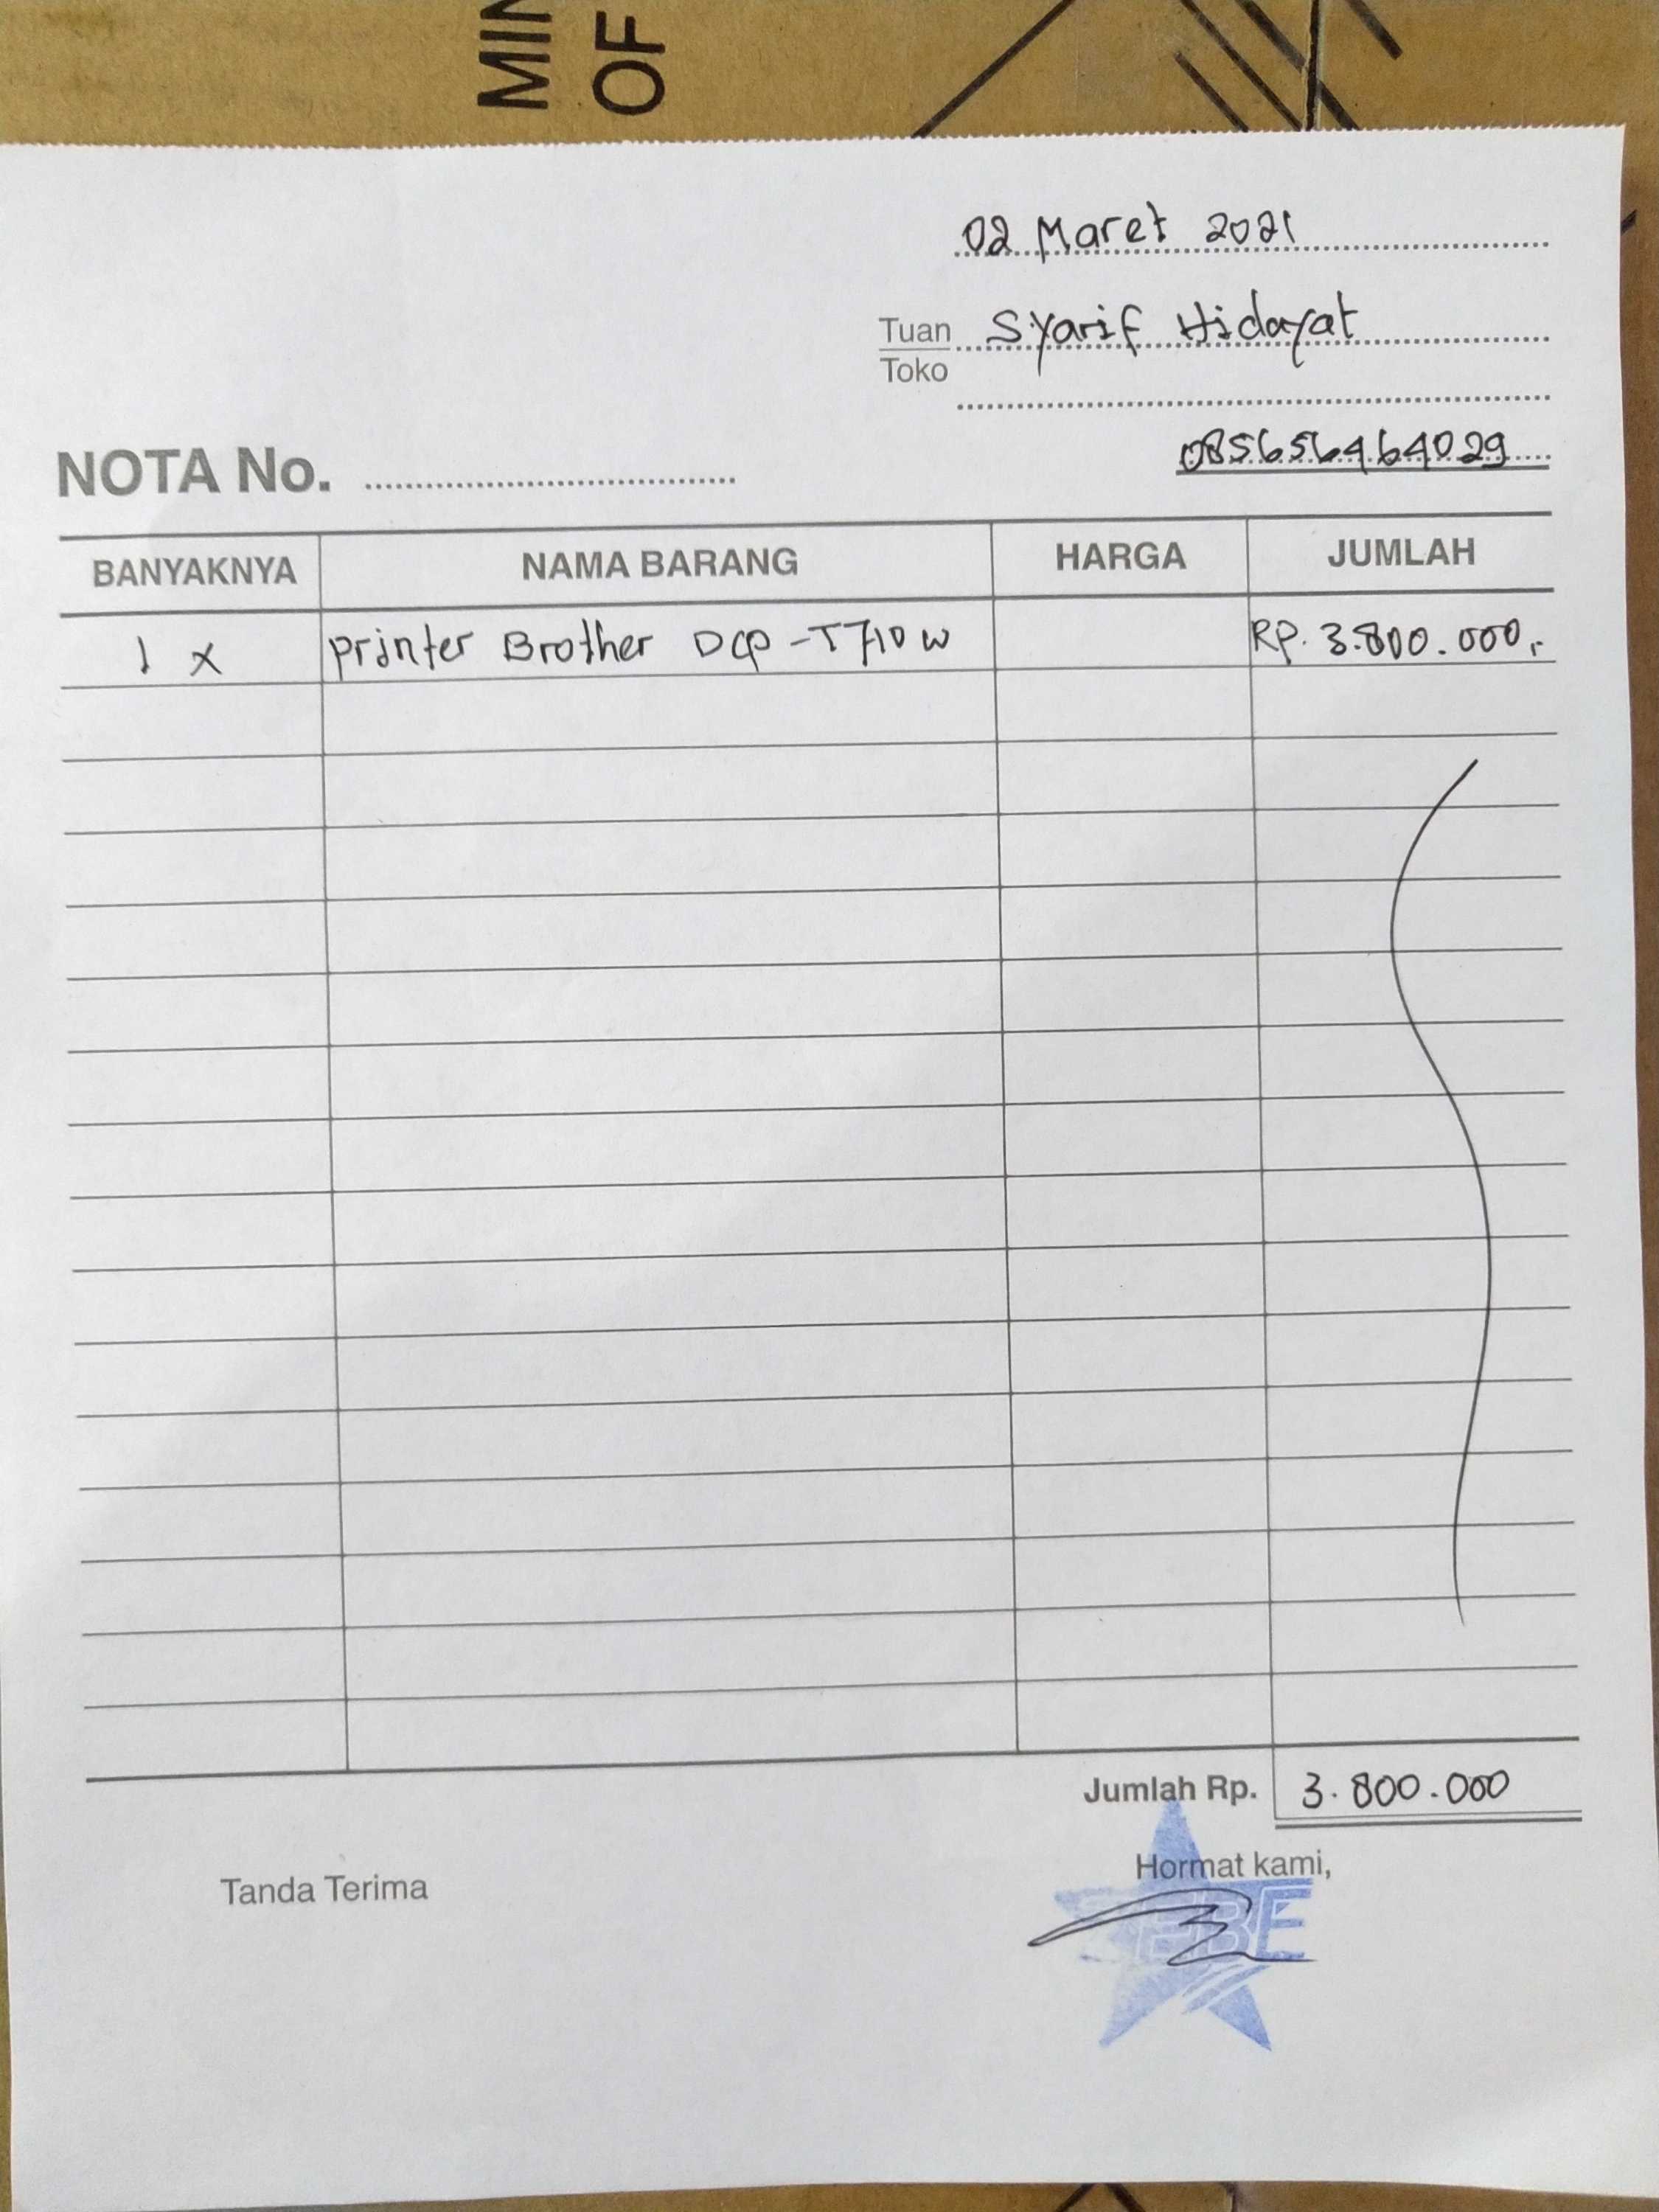 MIN
OF
02 Maret 2021
Tuan Syarif Hidayat
Toko
NOTA No.
085656464029
BANYAKNYA NAMA BARANG HARGA JUMLAH
1 x Printer Brother DCP-T710W RP. 3.800.000,-
Jumlah Rp. 3.800.000
Tanda Terima
Hormat kami,
EBE